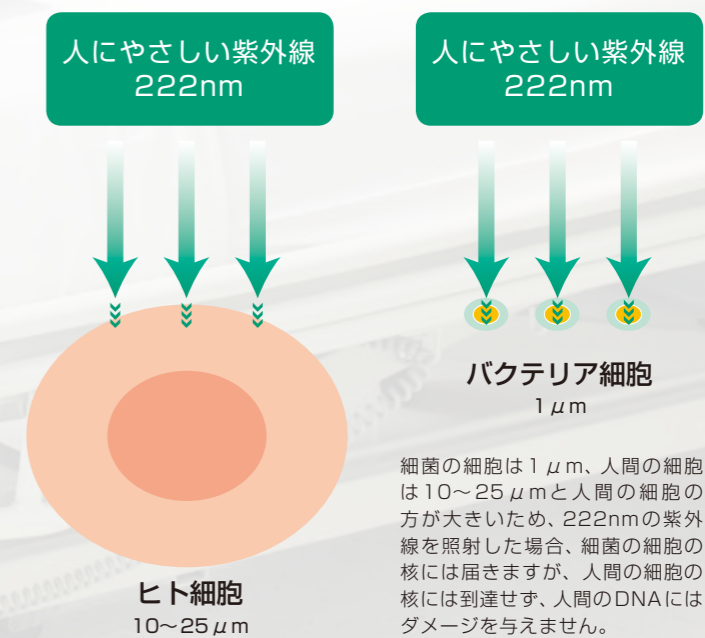 人にやさしい紫外線
222nm
人にやさしい紫外線
222nm
ヒト細胞
10〜25μm
バクテリア細胞
1μm
細菌の細胞は1μm、人間の細胞
は10〜25μmと人間の細胞の
方が大きいため、222nmの紫外
線を照射した場合、細菌の細胞の
核には届きますが、人間の細胞の
核には到達せず、人間のDNAには
ダメージを与えません。